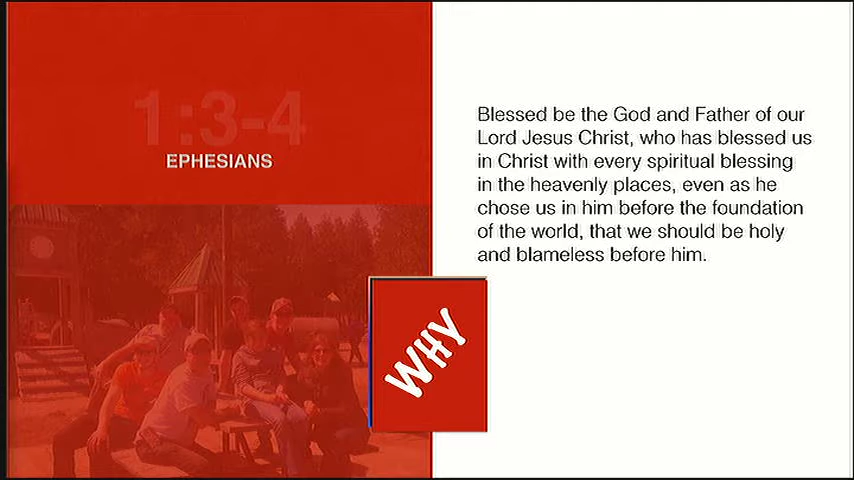 1:3-4
EPHESIANS
Blessed be the God and Father of our
Lord Jesus Christ, who has blessed us
in Christ with every spiritual blessing
in the heavenly places, even as he
chose us in him before the foundation
of the world, that we should be holy
and blameless before him.
WHY